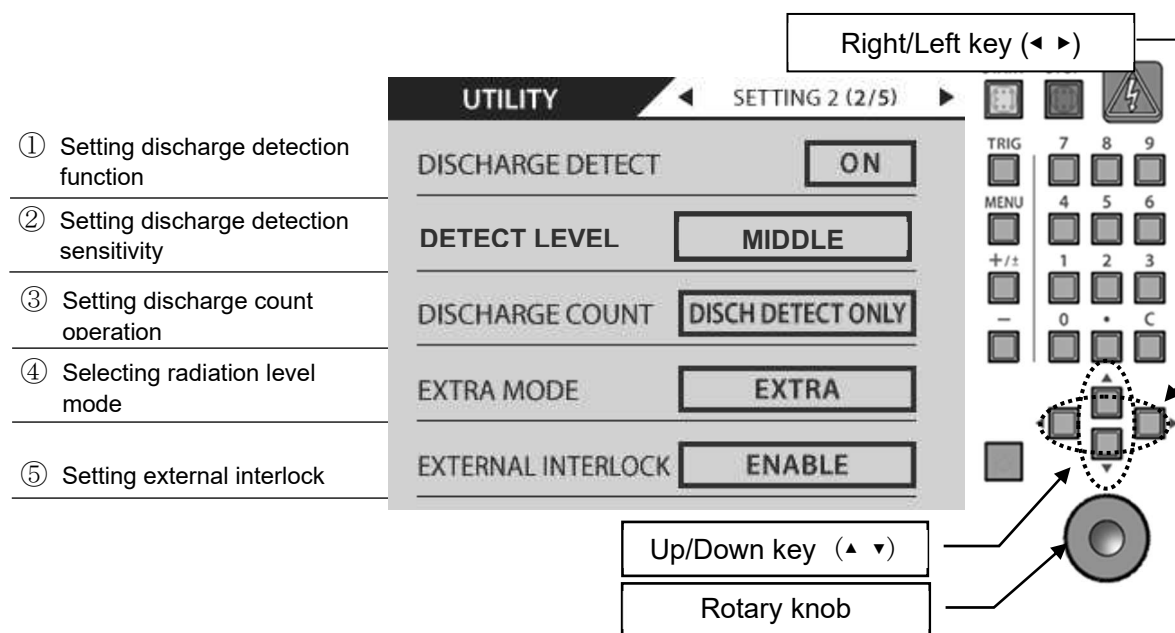 Right/Left key (◂ ▸)
UTILITY ◀ SETTING 2 (2/5) ▶
① Setting discharge detection
function
② Setting discharge detection
sensitivity
③ Setting discharge count
operation
④ Selecting radiation level
mode
⑤ Setting external interlock
DISCHARGE DETECT ON
DETECT LEVEL MIDDLE
DISCHARGE COUNT DISCH DETECT ONLY
EXTRA MODE EXTRA
EXTERNAL INTERLOCK ENABLE
TRIG 7 8 9
MENU 4 5 6
+/± 1 2 3
− 0 • C
Up/Down key (▲ ▼)
Rotary knob